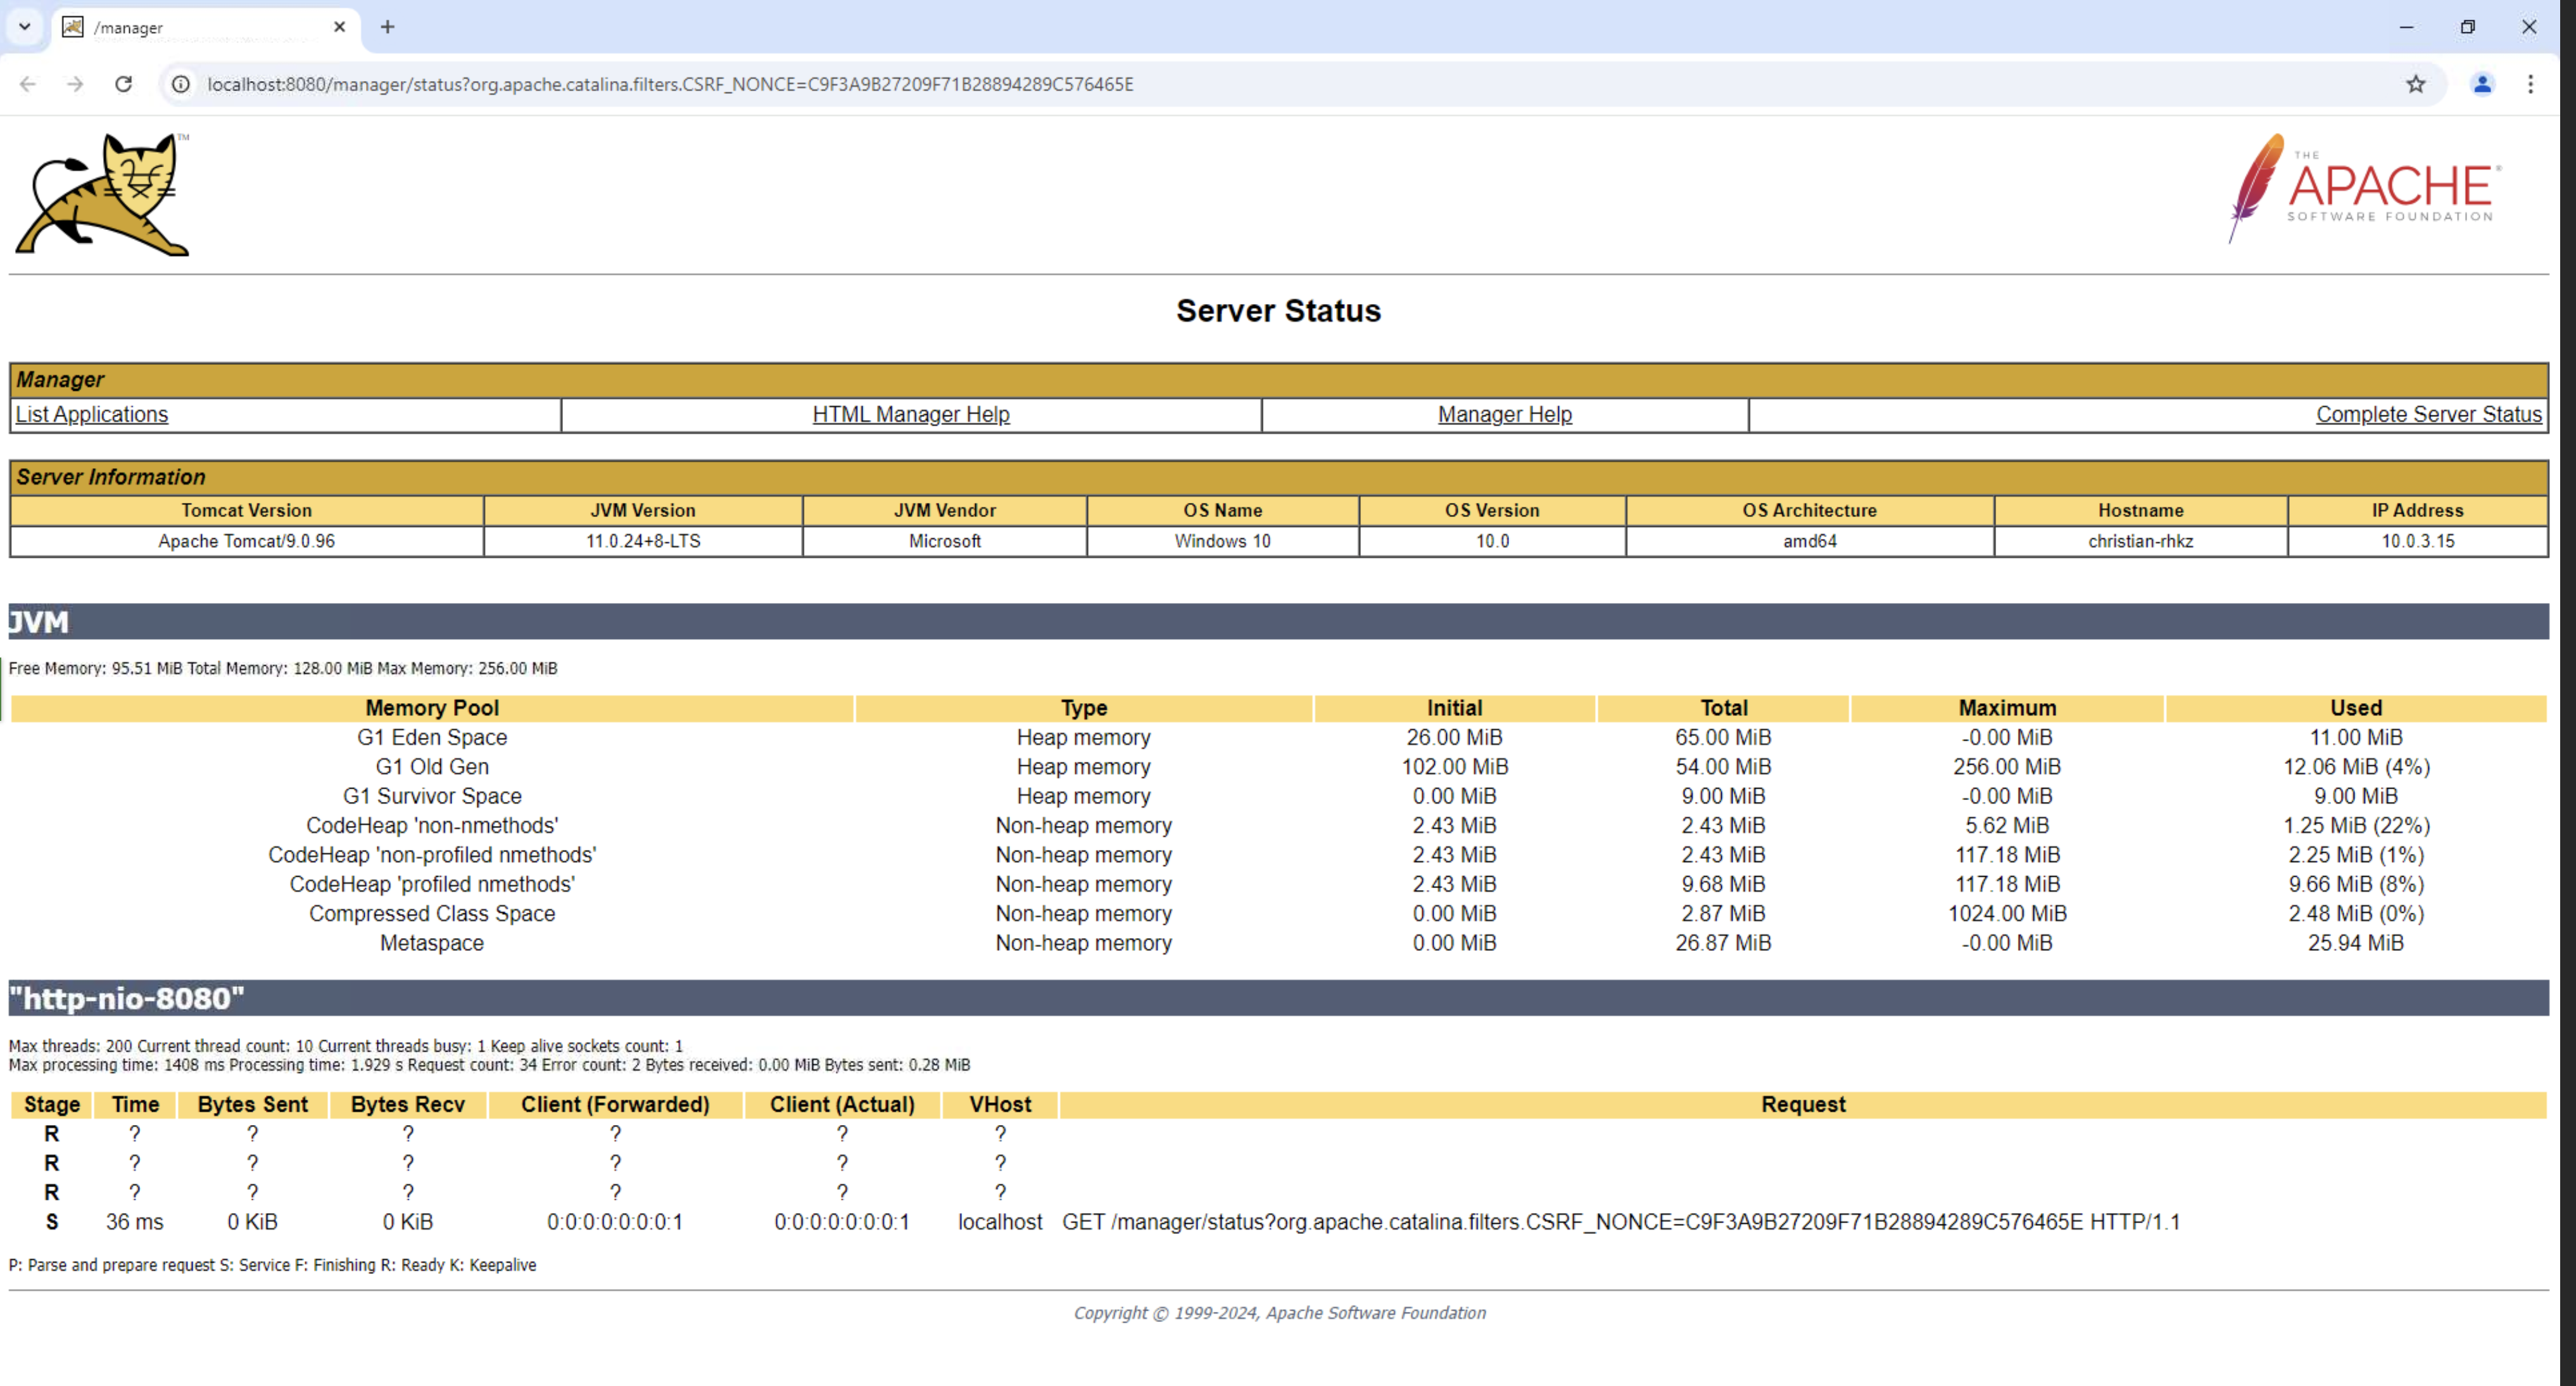 /manager
localhost:8080/manager/status?org.apache.catalina.filters.CSRF_NONCE=C9F3A9B27209F71B28894289C576465E
TM
THE
APACHE®
SOFTWARE FOUNDATION
Server Status
Manager
List Applications HTML Manager Help Manager Help Complete Server Status
Server Information
Tomcat Version JVM Version JVM Vendor OS Name OS Version OS Architecture Hostname IP Address
Apache Tomcat/9.0.96 11.0.24+8-LTS Microsoft Windows 10 10.0 amd64 christian-rhkz 10.0.3.15
JVM
Free Memory: 95.51 MiB Total Memory: 128.00 MiB Max Memory: 256.00 MiB
Memory Pool Type Initial Total Maximum Used
G1 Eden Space Heap memory 26.00 MiB 65.00 MiB -0.00 MiB 11.00 MiB
G1 Old Gen Heap memory 102.00 MiB 54.00 MiB 256.00 MiB 12.06 MiB (4%)
G1 Survivor Space Heap memory 0.00 MiB 9.00 MiB -0.00 MiB 9.00 MiB
CodeHeap 'non-nmethods' Non-heap memory 2.43 MiB 2.43 MiB 5.62 MiB 1.25 MiB (22%)
CodeHeap 'non-profiled nmethods' Non-heap memory 2.43 MiB 2.43 MiB 117.18 MiB 2.25 MiB (1%)
CodeHeap 'profiled nmethods' Non-heap memory 2.43 MiB 9.68 MiB 117.18 MiB 9.66 MiB (8%)
Compressed Class Space Non-heap memory 0.00 MiB 2.87 MiB 1024.00 MiB 2.48 MiB (0%)
Metaspace Non-heap memory 0.00 MiB 26.87 MiB -0.00 MiB 25.94 MiB
"http-nio-8080"
Max threads: 200 Current thread count: 10 Current threads busy: 1 Keep alive sockets count: 1
Max processing time: 1408 ms Processing time: 1.929 s Request count: 34 Error count: 2 Bytes received: 0.00 MiB Bytes sent: 0.28 MiB
Stage Time Bytes Sent Bytes Recv Client (Forwarded) Client (Actual) VHost Request
R ? ? ? ? ? ?
R ? ? ? ? ? ?
R ? ? ? ? ? ?
S 36 ms 0 KiB 0 KiB 0:0:0:0:0:0:0:1 0:0:0:0:0:0:0:1 localhost GET /manager/status?org.apache.catalina.filters.CSRF_NONCE=C9F3A9B27209F71B28894289C576465E HTTP/1.1
P: Parse and prepare request S: Service F: Finishing R: Ready K: Keepalive
Copyright © 1999-2024, Apache Software Foundation